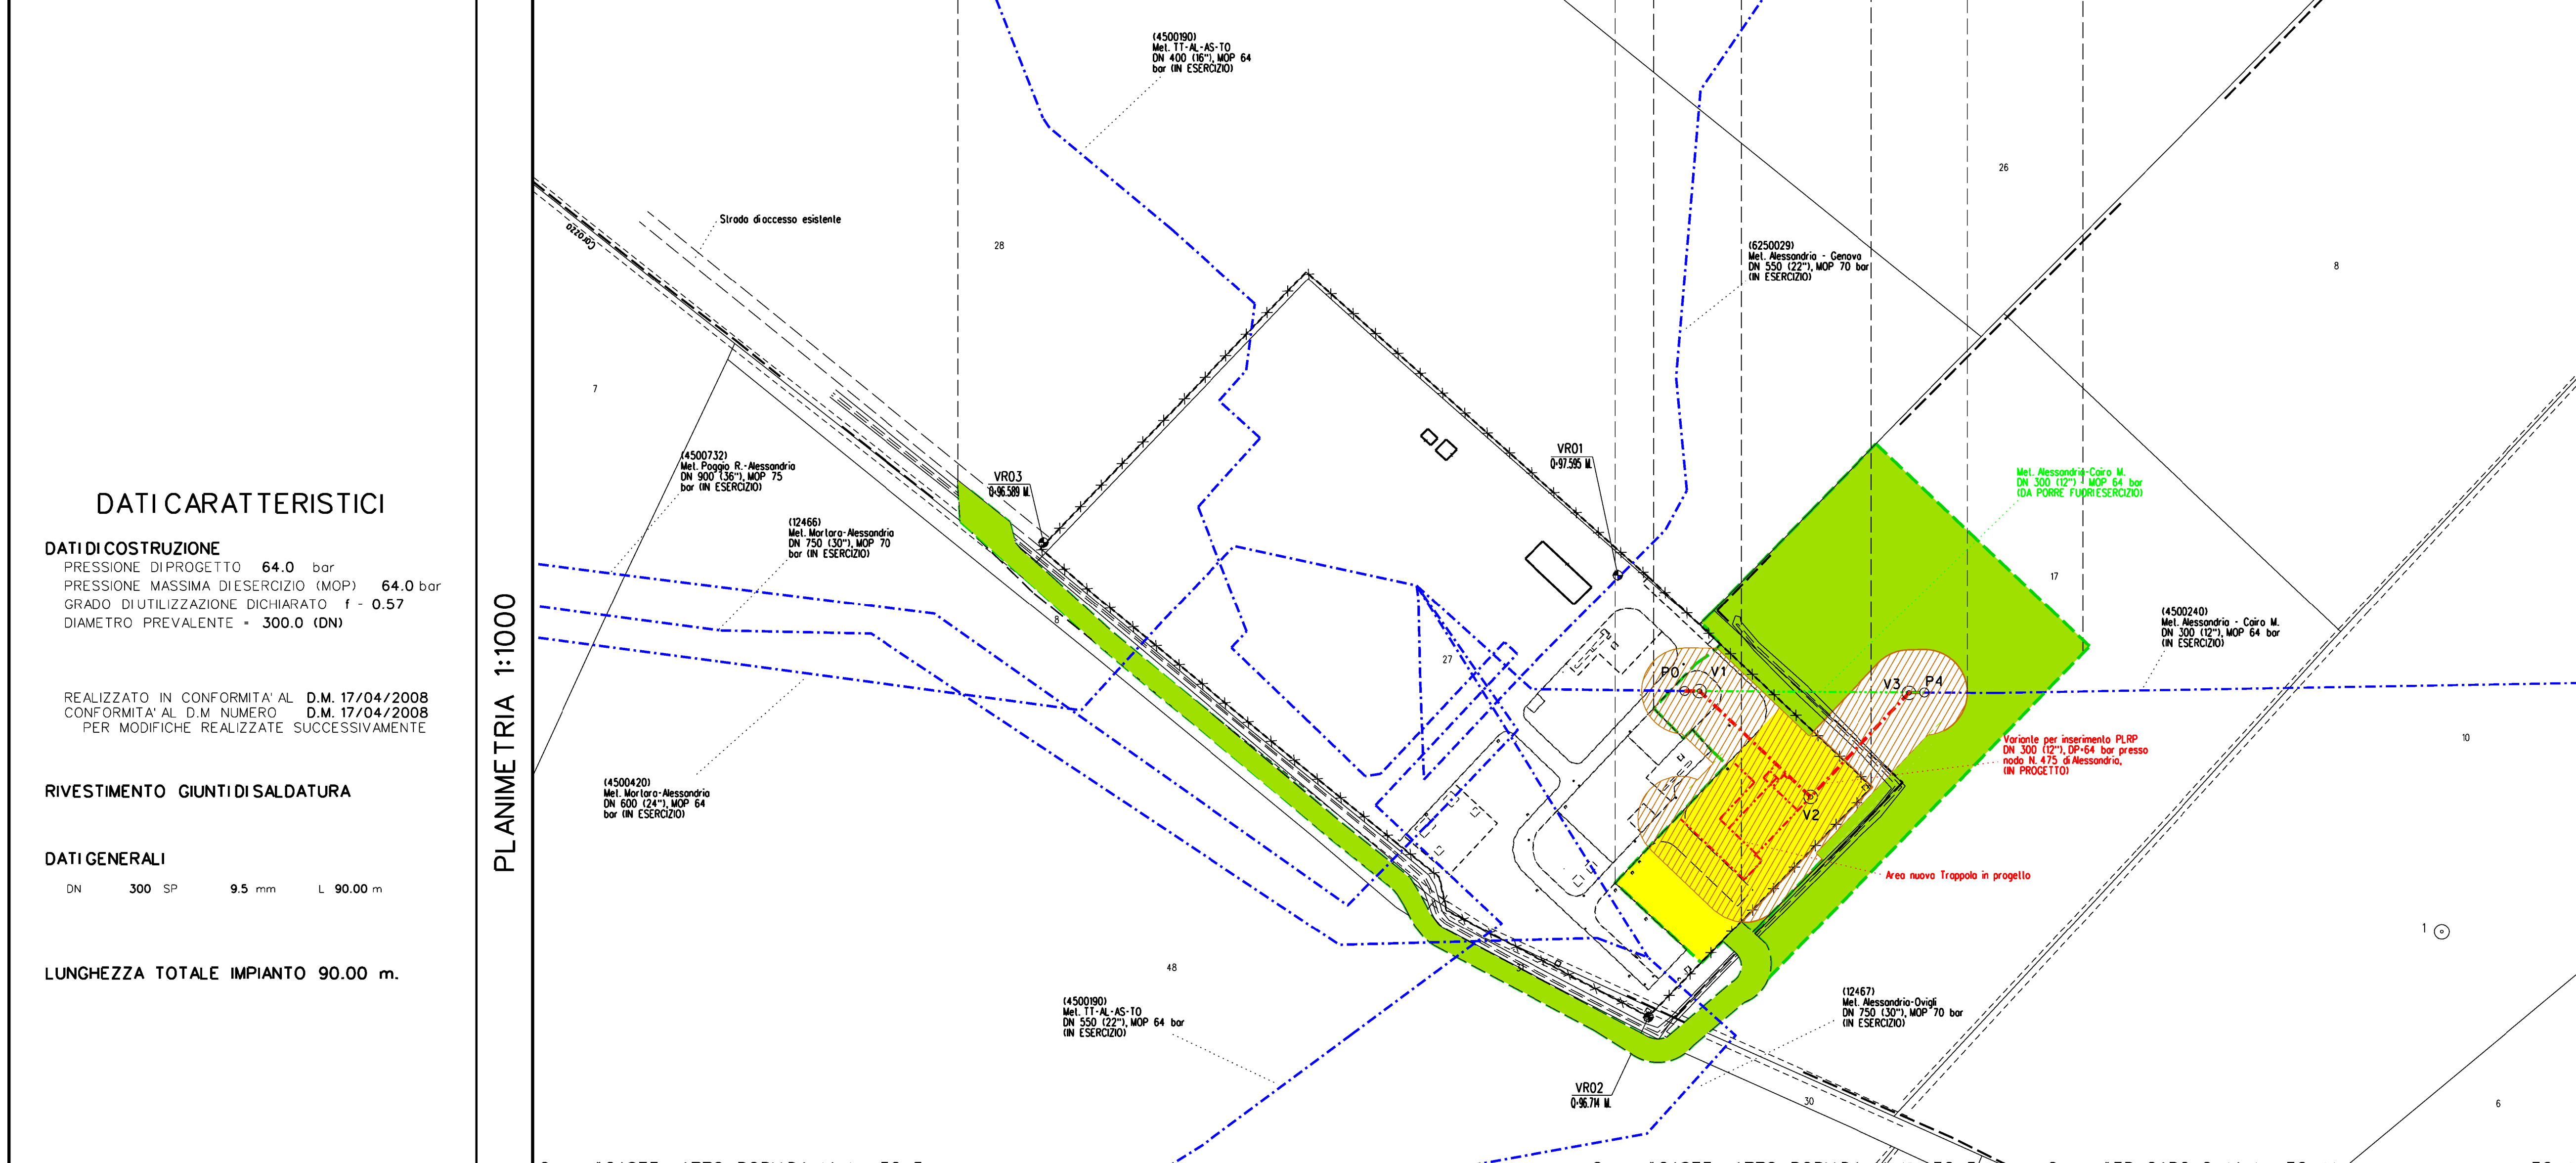 DATI CARATTERISTICI
DATI DI COSTRUZIONE
PRESSIONE DI PROGETTO 64.0 bar
PRESSIONE MASSIMA DI ESERCIZIO (MOP) 64.0 bar
GRADO DI UTILIZZAZIONE DICHIARATO f - 0.57
DIAMETRO PREVALENTE = 300.0 (DN)
REALIZZATO IN CONFORMITA' AL D.M. 17/04/2008
CONFORMITA' AL D.M NUMERO D.M. 17/04/2008
PER MODIFICHE REALIZZATE SUCCESSIVAMENTE
RIVESTIMENTO GIUNTI DI SALDATURA
DATI GENERALI
DN 300 SP 9.5 mm L 90.00 m
LUNGHEZZA TOTALE IMPIANTO 90.00 m.
PLANIMETRIA 1:1000
(4500190)
Met. TT-AL-AS-TO
DN 400 (16"), MOP 64
bar (IN ESERCIZIO)
Strada di accesso esistente
Carozzo
28
26
8
7
(6250029)
Met. Alessandria - Genova
DN 550 (22"), MOP 70 bar
(IN ESERCIZIO)
(4500732)
Met. Poggio R.-Alessandria
DN 900 (36"), MOP 75
bar (IN ESERCIZIO)
VR03
Q=96.589 M.
VR01
Q=97.595 M.
Met. Alessandria-Cairo M.
DN 300 (12") - MOP 64 bar
(DA PORRE FUORI ESERCIZIO)
(12466)
Met. Mortara-Alessandria
DN 750 (30"), MOP 70
bar (IN ESERCIZIO)
17
8
27
(4500240)
Met. Alessandria - Cairo M.
DN 300 (12"), MOP 64 bar
(IN ESERCIZIO)
P0
V1
V3
P4
V2
Variante per inserimento PLRP
DN 300 (12"), DP=64 bar presso
nodo N. 475 di Alessandria,
(IN PROGETTO)
10
(4500420)
Met. Mortara-Alessandria
DN 600 (24"), MOP 64
bar (IN ESERCIZIO)
Area nuova Trappola in progetto
1
48
31
(4500190)
Met. TT-AL-AS-TO
DN 550 (22"), MOP 64 bar
(IN ESERCIZIO)
(12467)
Met. Alessandria-Ovigli
DN 750 (30"), MOP 70 bar
(IN ESERCIZIO)
VR02
Q=96.714 M.
30
6